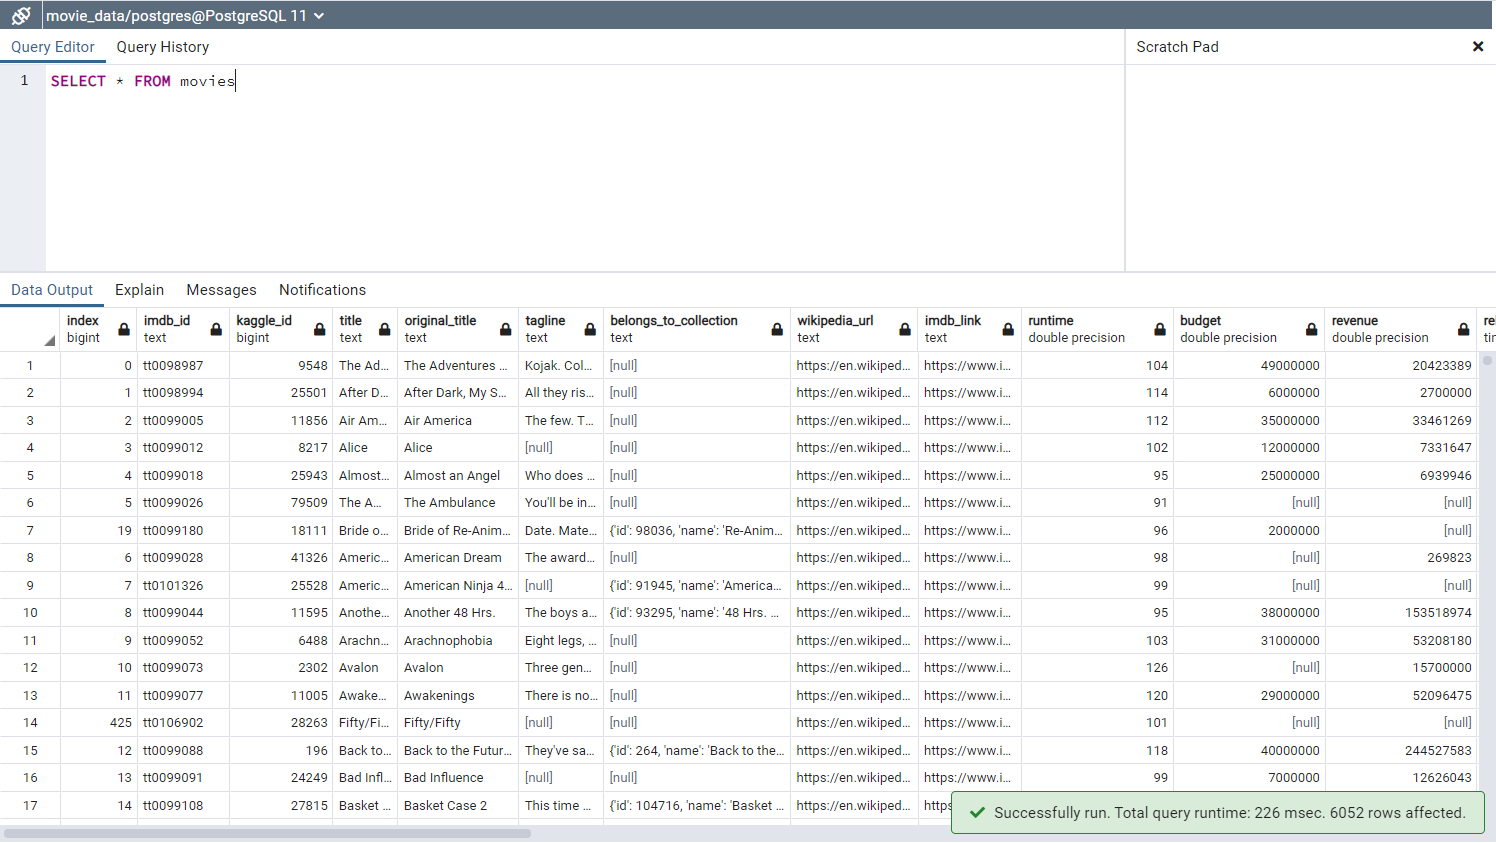 movie_data/postgres@PostgreSQL 11
Query Editor Query History Scratch Pad
1 SELECT * FROM movies
Data Output Explain Messages Notifications
index imdb_id kaggle_id title original_title tagline belongs_to_collection wikipedia_url imdb_link runtime budget revenue rel
bigint text bigint text text text text text text double precision double precision double precision tin
1 0 tt0098987 9548 The Ad... The Adventures ... Kojak. Col... [null] https://en.wikiped... https://www.i... 104 49000000 20423389
2 1 tt0098994 25501 After D... After Dark, My S... All they ris... [null] https://en.wikiped... https://www.i... 114 6000000 2700000
3 2 tt0099005 11856 Air Am... Air America The few. T... [null] https://en.wikiped... https://www.i... 112 35000000 33461269
4 3 tt0099012 8217 Alice Alice [null] [null] https://en.wikiped... https://www.i... 102 12000000 7331647
5 4 tt0099018 25943 Almost... Almost an Angel Who does ... [null] https://en.wikiped... https://www.i... 95 25000000 6939946
6 5 tt0099026 79509 The A... The Ambulance You'll be in... [null] https://en.wikiped... https://www.i... 91 [null] [null]
7 19 tt0099180 18111 Bride o... Bride of Re-Anim... Date. Mate... {'id': 98036, 'name': 'Re-Anim... https://en.wikiped... https://www.i... 96 2000000 [null]
8 6 tt0099028 41326 Americ... American Dream The award... [null] https://en.wikiped... https://www.i... 98 [null] 269823
9 7 tt0101326 25528 Americ... American Ninja 4... [null] {'id': 91945, 'name': 'America... https://en.wikiped... https://www.i... 99 [null] [null]
10 8 tt0099044 11595 Anothe... Another 48 Hrs. The boys a... {'id': 93295, 'name': '48 Hrs. ... https://en.wikiped... https://www.i... 95 38000000 153518974
11 9 tt0099052 6488 Arachn... Arachnophobia Eight legs, ... [null] https://en.wikiped... https://www.i... 103 31000000 53208180
12 10 tt0099073 2302 Avalon Avalon Three gen... [null] https://en.wikiped... https://www.i... 126 [null] 15700000
13 11 tt0099077 11005 Awake... Awakenings There is no... [null] https://en.wikiped... https://www.i... 120 29000000 52096475
14 425 tt0106902 28263 Fifty/Fi... Fifty/Fifty [null] [null] https://en.wikiped... https://www.i... 101 [null] [null]
15 12 tt0099088 196 Back to... Back to the Futur... They've sa... {'id': 264, 'name': 'Back to the... https://en.wikiped... https://www.i... 118 40000000 244527583
16 13 tt0099091 24249 Bad Infl... Bad Influence [null] [null] https://en.wikiped... https://www.i... 99 7000000 12626043
17 14 tt0099108 27815 Basket ... Basket Case 2 This time ... {'id': 104716, 'name': 'Basket ... https://en.wikiped... https
Successfully run. Total query runtime: 226 msec. 6052 rows affected.